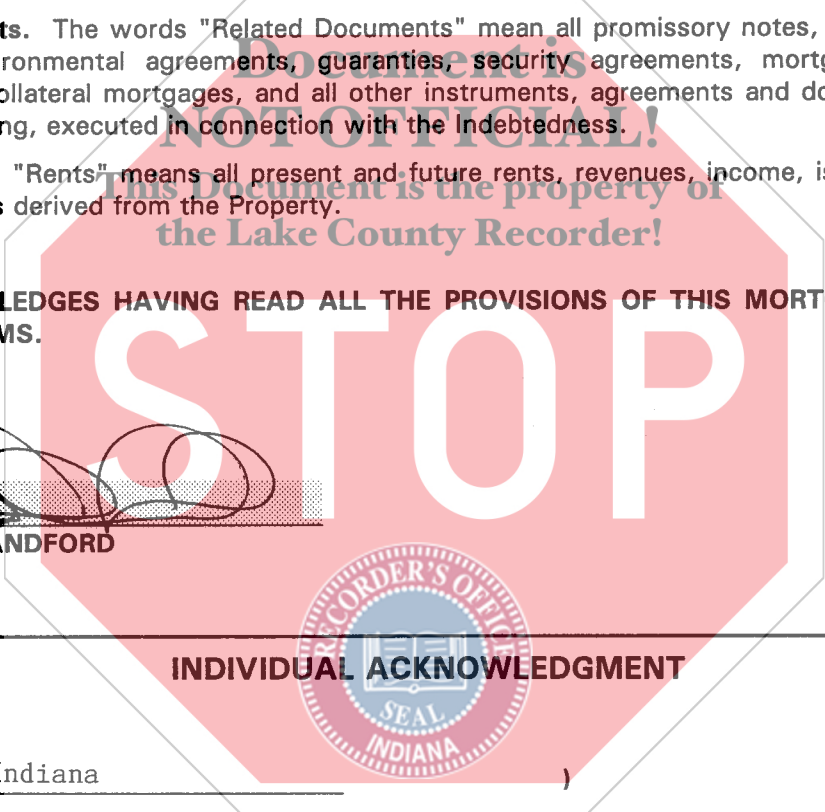 ts. The words "Related Documents" mean all promissory notes,
ronmental agreements, guaranties, security agreements, mortg
ollateral mortgages, and all other instruments, agreements and do
ng, executed in connection with the Indebtedness.
"Rents" means all present and future rents, revenues, income, is
s derived from the Property.
Document is
NOT OFFICIAL!
This Document is the property of
the Lake County Recorder!
LEDGES HAVING READ ALL THE PROVISIONS OF THIS MORT
MS.
STOP
ANDFORD
RECORDER'S OFFICE
SEAL
INDIANA
INDIVIDUAL ACKNOWLEDGMENT
Indiana )